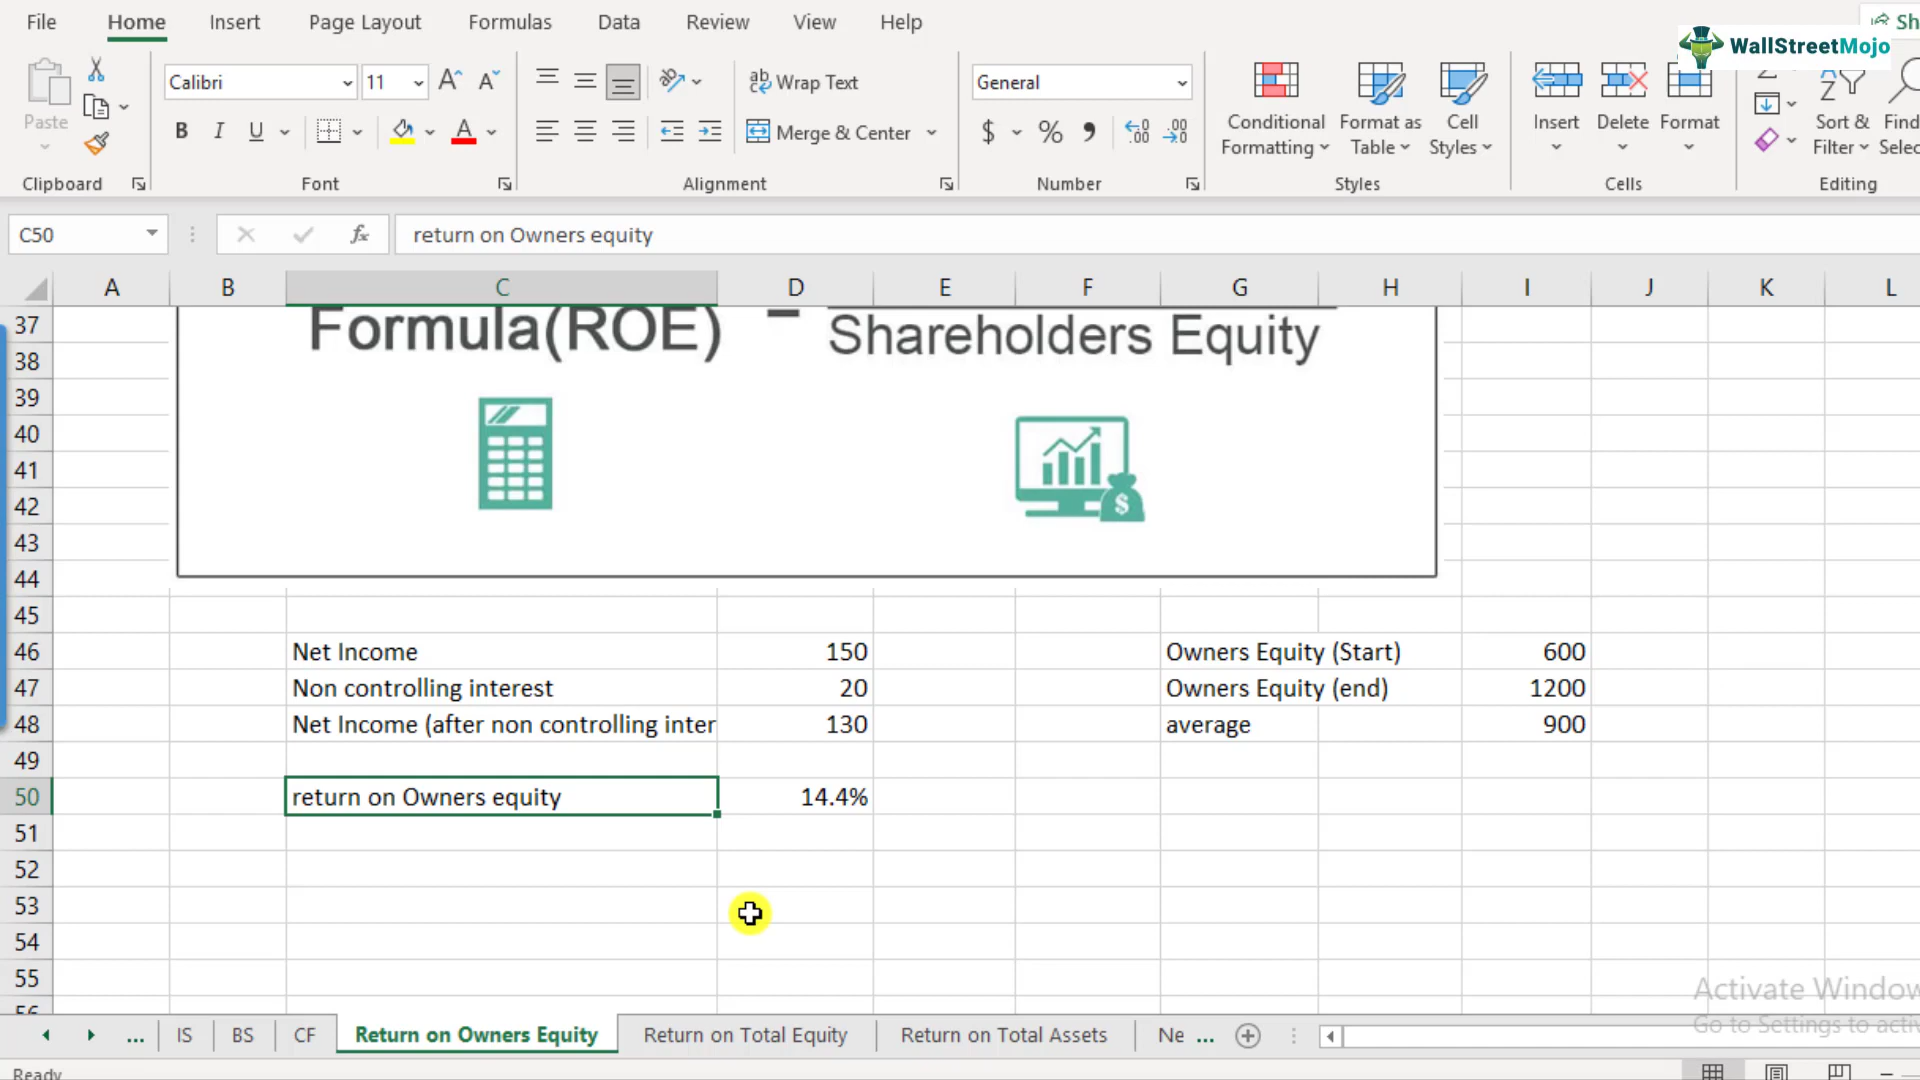 File Home Insert Page Layout Formulas Data Review View Help Sh
WallStreetMojo
Calibri 11 Wrap Text General
Paste B I U A Merge & Center $ % Conditional Formatting Format as Table Cell Styles Insert Delete Format Sort & Filter Find Selec
Clipboard Font Alignment Number Styles Cells Editing
C50 fx return on Owners equity
A B C D E F G H I J K L
37 Formula(ROE) = Shareholders Equity
38
39
40
41
42 $
43
44
45
46 Net Income 150 Owners Equity (Start) 600
47 Non controlling interest 20 Owners Equity (end) 1200
48 Net Income (after non controlling inter 130 average 900
49
50 return on Owners equity 14.4%
51
52
53
54
55
56
Activate Window
Go to Settings to activ
... IS BS CF Return on Owners Equity Return on Total Equity Return on Total Assets Ne ...
Ready